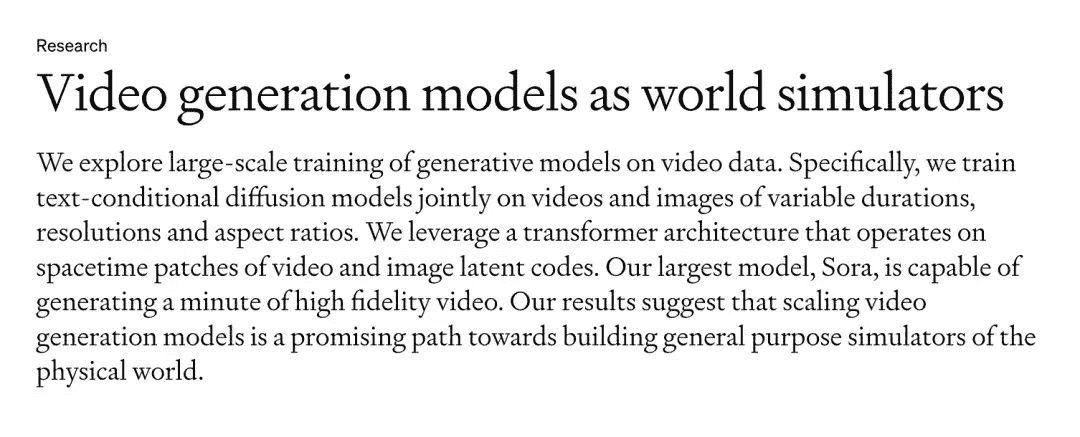 Research
Video generation models as world simulators
We explore large-scale training of generative models on video data. Specifically, we train
text-conditional diffusion models jointly on videos and images of variable durations,
resolutions and aspect ratios. We leverage a transformer architecture that operates on
spacetime patches of video and image latent codes. Our largest model, Sora, is capable of
generating a minute of high fidelity video. Our results suggest that scaling video
generation models is a promising path towards building general purpose simulators of the
physical world.